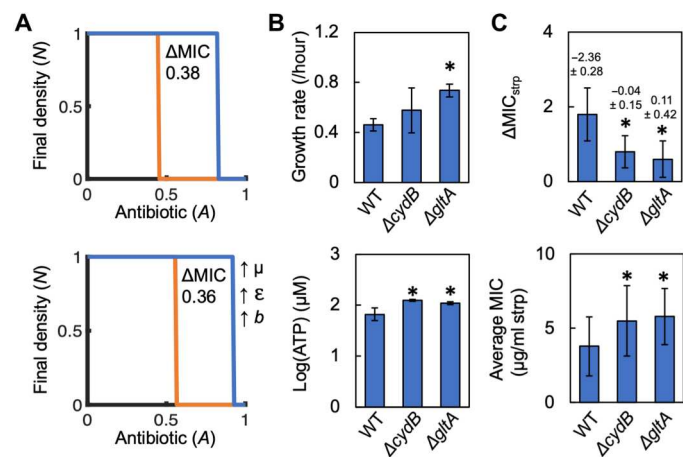 A
Final density (N)
1
0.5
0
0
0.5
1
Antibiotic (A)
ΔMIC
0.38
Final density (N)
1
0.5
0
0
0.5
1
Antibiotic (A)
ΔMIC
0.36
↑ μ
↑ ε
↑ b
B
Growth rate (/hour)
1.2
0.8
0.4
0
*
WT
ΔcydB
ΔgltA
Log(ATP) (μM)
3
2
1
0
*
*
WT
ΔcydB
ΔgltA
C
ΔMICstrp
4
2
0
−2.36
± 0.28
−0.04
± 0.15
*
0.11
± 0.42
*
WT
ΔcydB
ΔgltA
Average MIC
(μg/ml strp)
10
5
0
*
*
WT
ΔcydB
ΔgltA